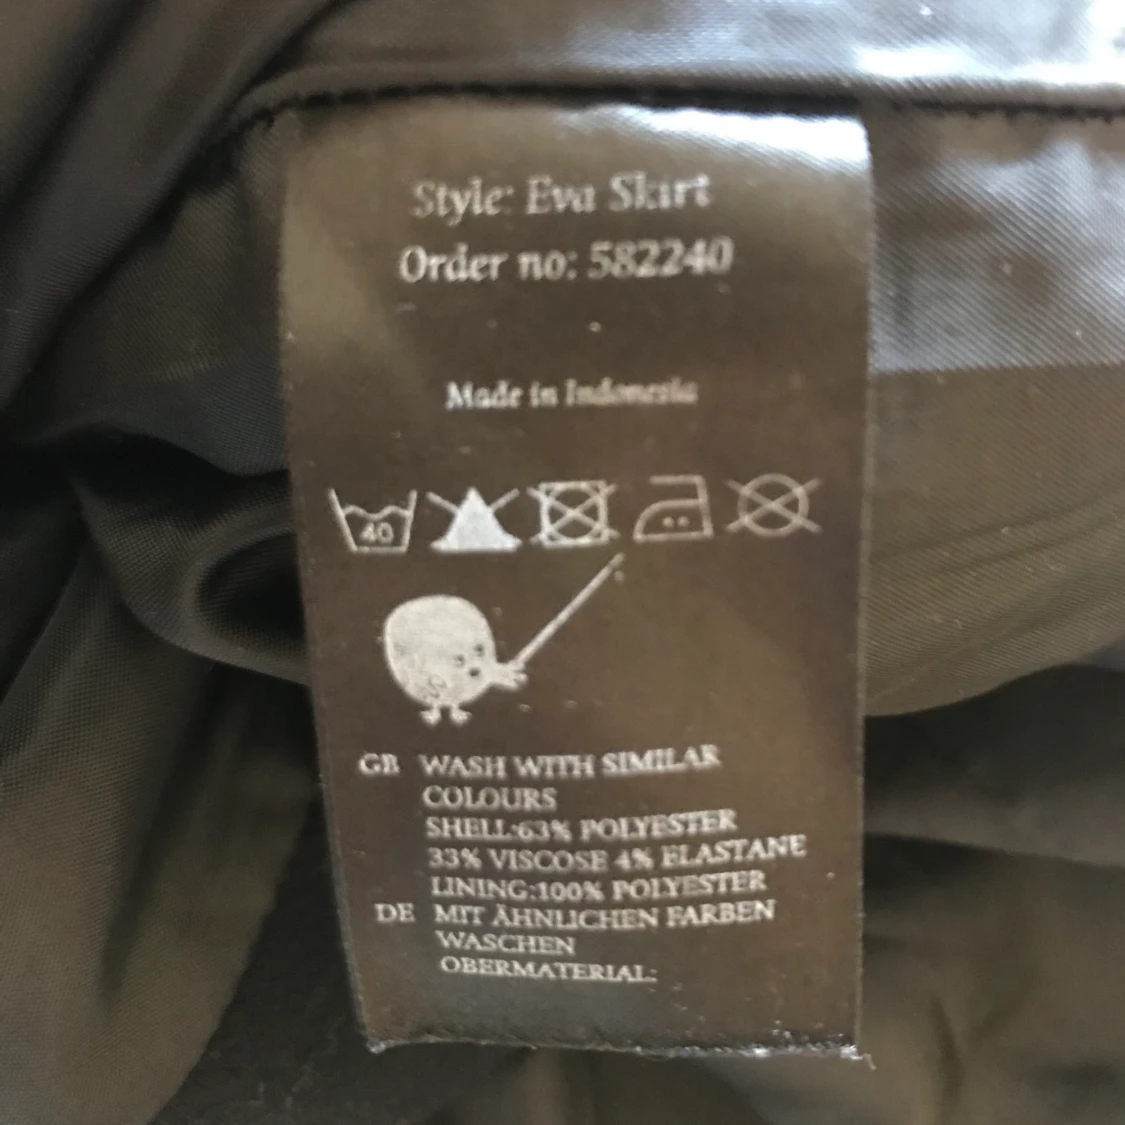 Style: Eva Skirt
Order no: 582240
Made in Indonesia
40
GB WASH WITH SIMILAR
COLOURS
SHELL:63% POLYESTER
33% VISCOSE 4% ELASTANE
LINING:100% POLYESTER
DE MIT ÄHNLICHEN FARBEN
WASCHEN
OBERMATERIAL: